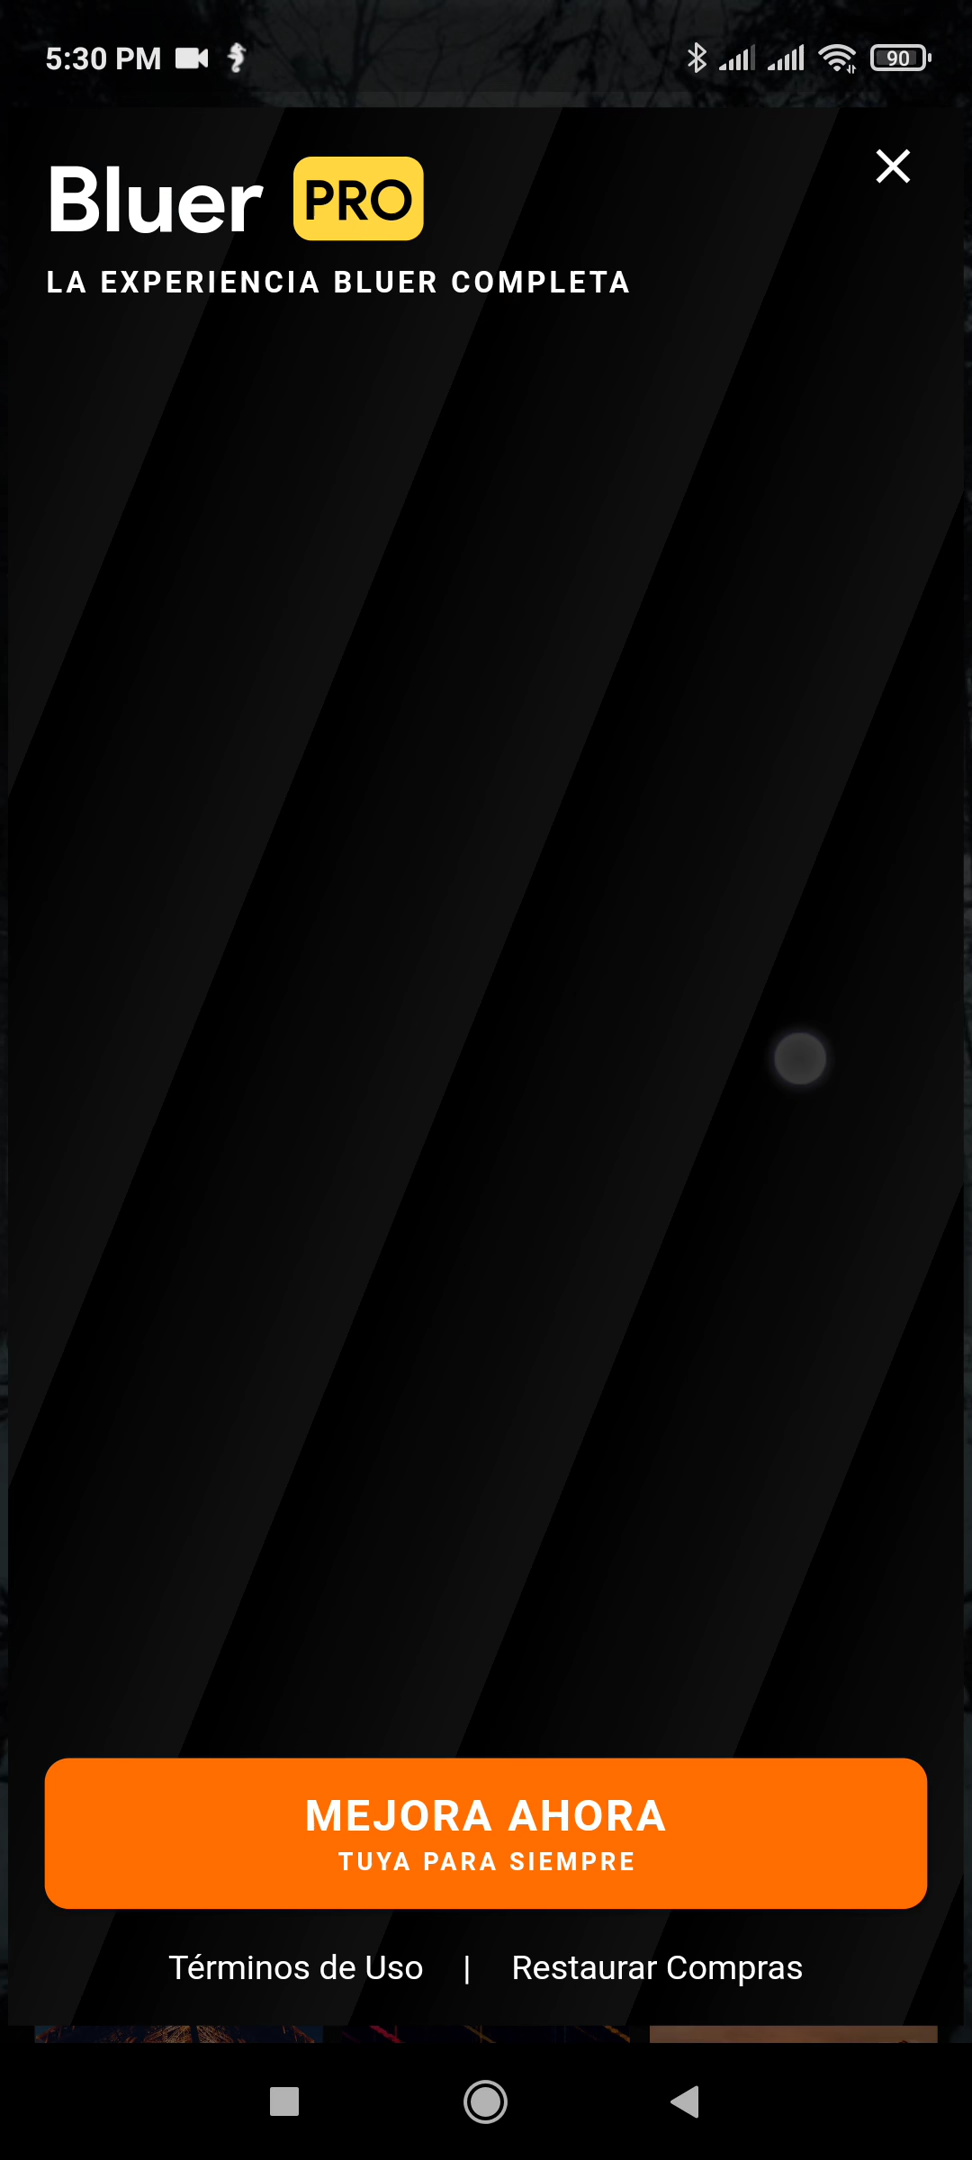 5:30 PM
90
Bluer PRO
LA EXPERIENCIA BLUER COMPLETA
MEJORA AHORA
TUYA PARA SIEMPRE
Términos de Uso | Restaurar Compras